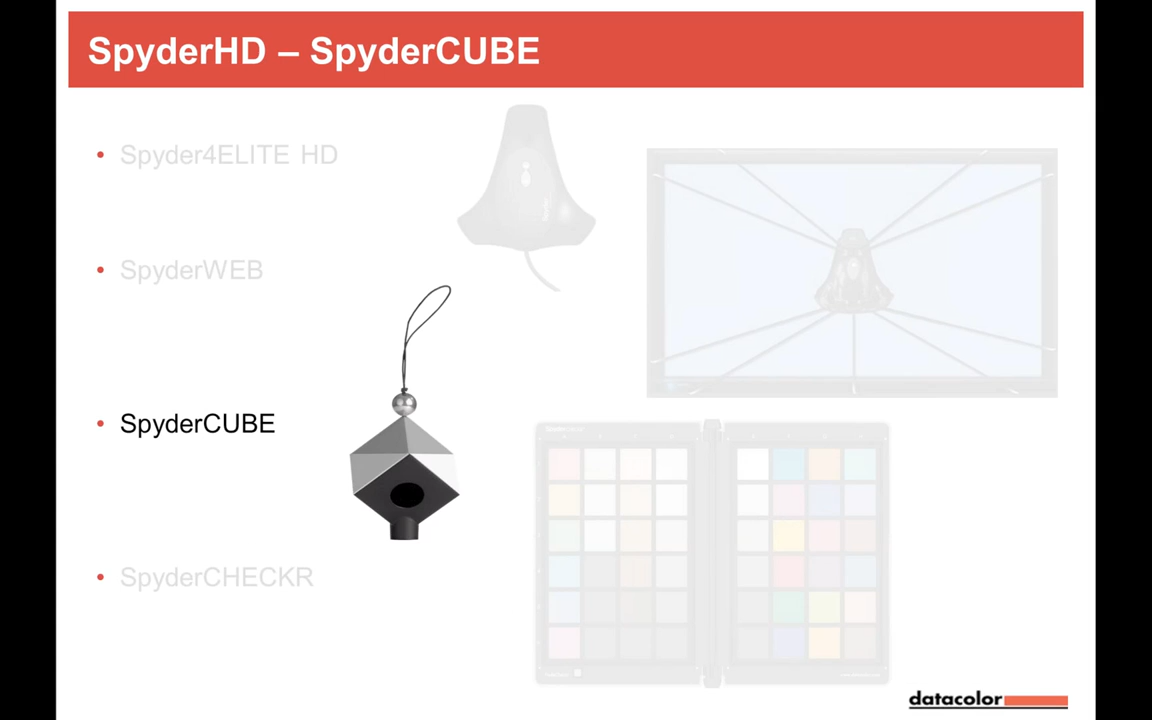 SpyderHD – SpyderCUBE
• Spyder4ELITE HD
• SpyderWEB
• SpyderCUBE
• SpyderCHECKR
datacolor